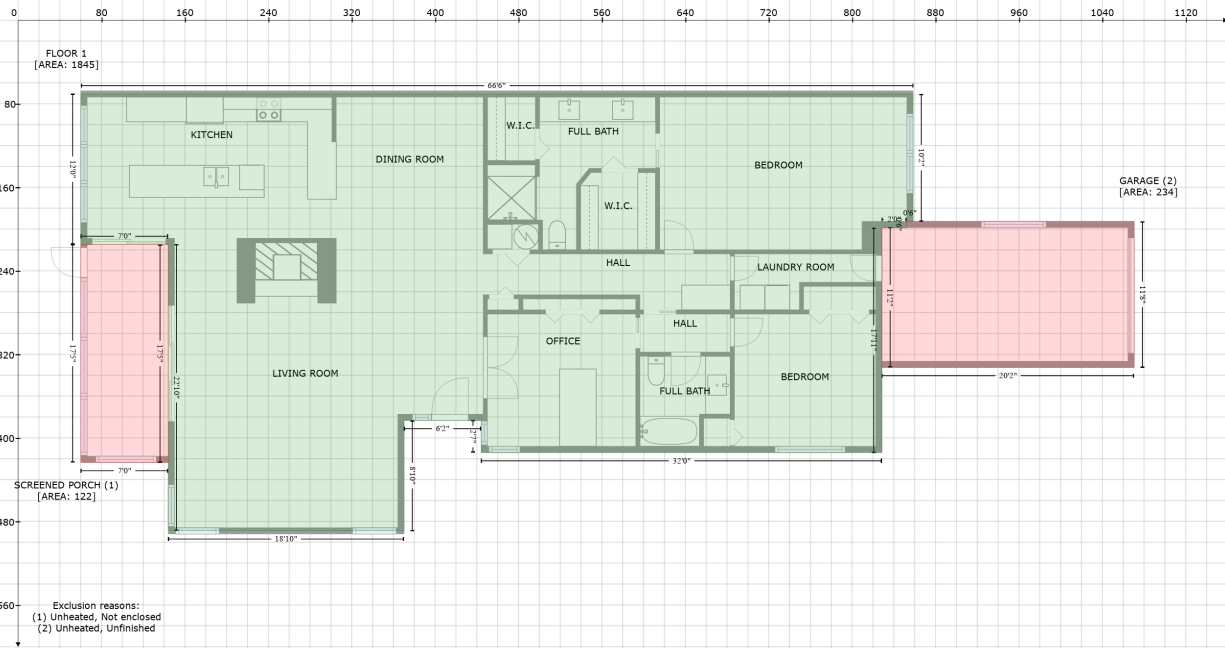 0 80 160 240 320 400 480 560 640 720 800 880 960 1040 1120
FLOOR 1
[AREA: 1845]
66'6"
80
KITCHEN
W.I.C.
FULL BATH
DINING ROOM
BEDROOM
12'0"
10'2"
160
GARAGE (2)
[AREA: 234]
W.I.C.
2'0"
0'6"
7'0"
240
HALL
LAUNDRY ROOM
11'2"
11'8"
HALL
17'5"
17'5"
320
OFFICE
17'11"
LIVING ROOM
22'10"
BEDROOM
20'2"
FULL BATH
400
6'2"
2'7"
32'0"
7'0"
8'10"
SCREENED PORCH (1)
[AREA: 122]
480
18'10"
560
Exclusion reasons:
(1) Unheated, Not enclosed
(2) Unheated, Unfinished